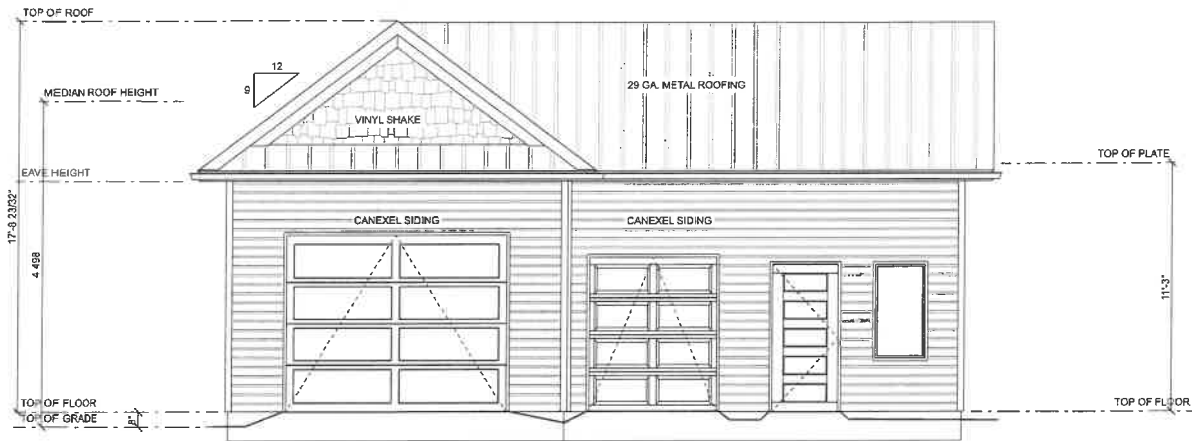 TOP OF ROOF
12
9
MEDIAN ROOF HEIGHT
29 GA. METAL ROOFING
VINYL SHAKE
TOP OF PLATE
EAVE HEIGHT
CANEXEL SIDING
CANEXEL SIDING
17'-8 23/32"
4.498
11'-3"
TOP OF FLOOR
TOP OF FLOOR
TOP OF GRADE
8"